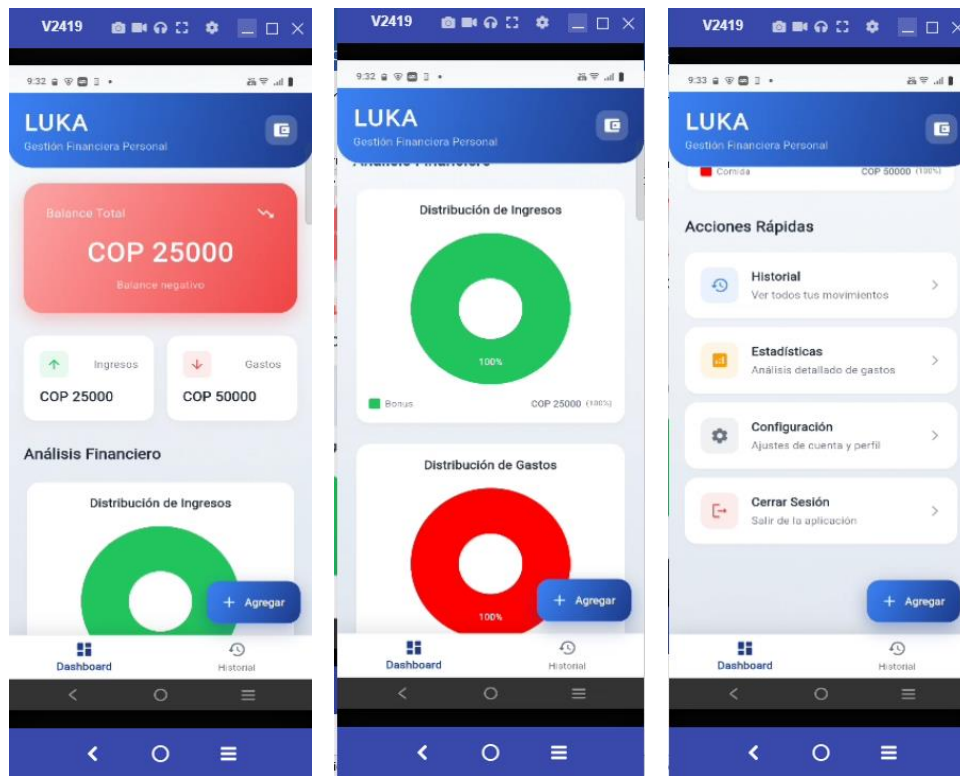 V2419
9:32
LUKA
Gestión Financiera Personal
Balance Total
COP 25000
Balance negativo
Ingresos
COP 25000
Gastos
COP 50000
Análisis Financiero
Distribución de Ingresos
+ Agregar
Dashboard
Historial
V2419
9:32
LUKA
Gestión Financiera Personal
Análisis Financiero
Distribución de Ingresos
100%
Bonus COP 25000 (100%)
Distribución de Gastos
100%
+ Agregar
Dashboard
Historial
V2419
9:33
LUKA
Gestión Financiera Personal
Comida COP 50000 (100%)
Acciones Rápidas
Historial
Ver todos tus movimientos
Estadísticas
Análisis detallado de gastos
Configuración
Ajustes de cuenta y perfil
Cerrar Sesión
Salir de la aplicación
+ Agregar
Dashboard
Historial